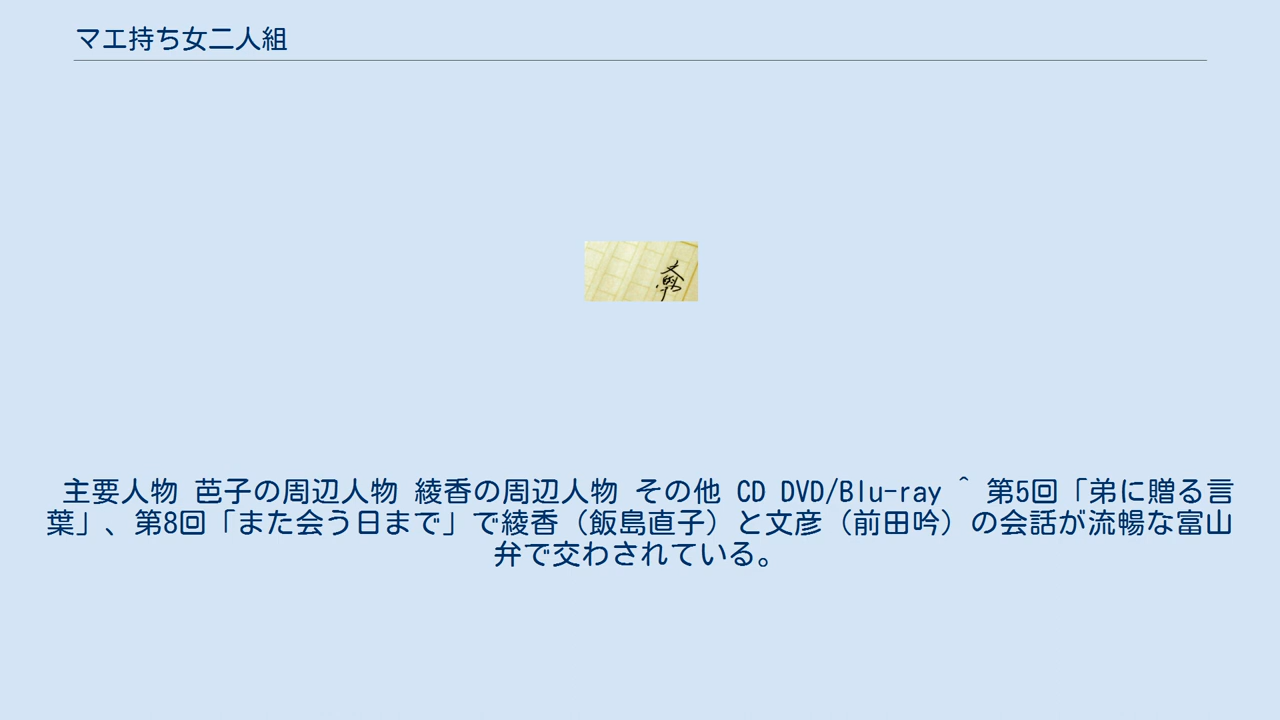 マエ持ち女二人組
主要人物 芭子の周辺人物 綾香の周辺人物 その他 CD DVD/Blu-ray ^ 第5回「弟に贈る言
葉」、第8回「また会う日まで」で綾香（飯島直子）と文彦（前田吟）の会話が流暢な富山
弁で交わされている。